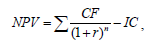 NPV = ∑ CF / (1+r)^n − IC,